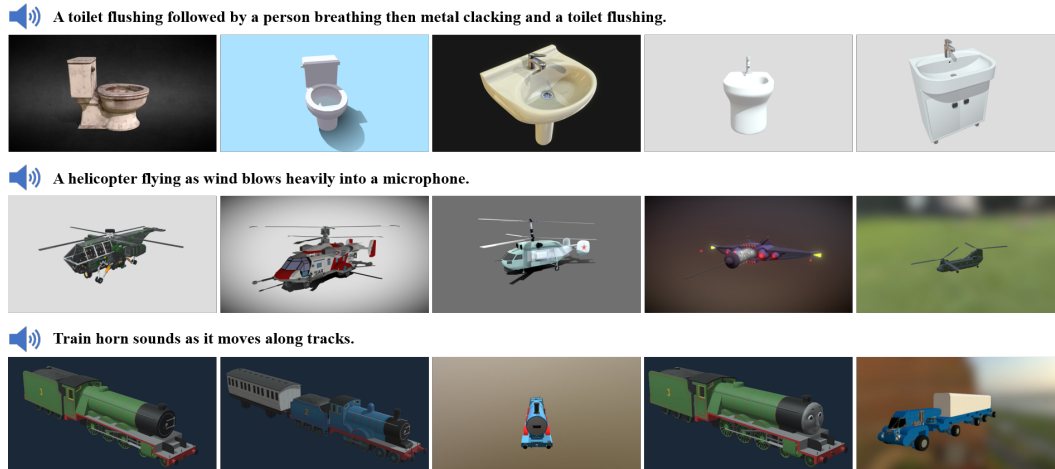 A toilet flushing followed by a person breathing then metal clacking and a toilet flushing.
A helicopter flying as wind blows heavily into a microphone.
Train horn sounds as it moves along tracks.